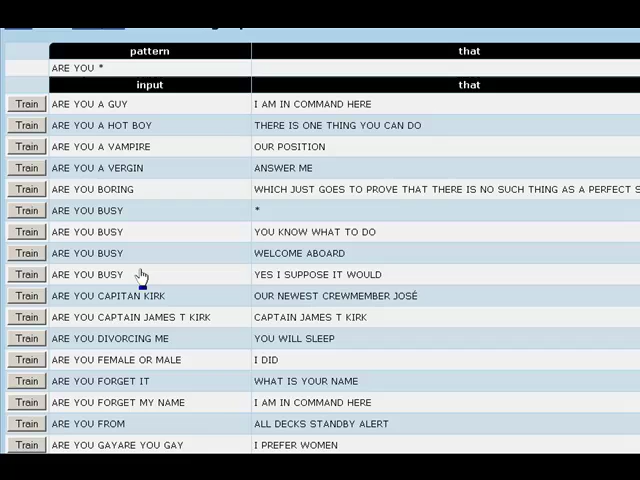 pattern that
ARE YOU *
input that
Train ARE YOU A GUY I AM IN COMMAND HERE
Train ARE YOU A HOT BOY THERE IS ONE THING YOU CAN DO
Train ARE YOU A VAMPIRE OUR POSITION
Train ARE YOU A VERGIN ANSWER ME
Train ARE YOU BORING WHICH JUST GOES TO PROVE THAT THERE IS NO SUCH THING AS A PERFECT S
Train ARE YOU BUSY *
Train ARE YOU BUSY YOU KNOW WHAT TO DO
Train ARE YOU BUSY WELCOME ABOARD
Train ARE YOU BUSY YES I SUPPOSE IT WOULD
Train ARE YOU CAPITAN KIRK OUR NEWEST CREWMEMBER JOSÉ
Train ARE YOU CAPTAIN JAMES T KIRK CAPTAIN JAMES T KIRK
Train ARE YOU DIVORCING ME YOU WILL SLEEP
Train ARE YOU FEMALE OR MALE I DID
Train ARE YOU FORGET IT WHAT IS YOUR NAME
Train ARE YOU FORGET MY NAME I AM IN COMMAND HERE
Train ARE YOU FROM ALL DECKS STANDBY ALERT
Train ARE YOU GAYARE YOU GAY I PREFER WOMEN